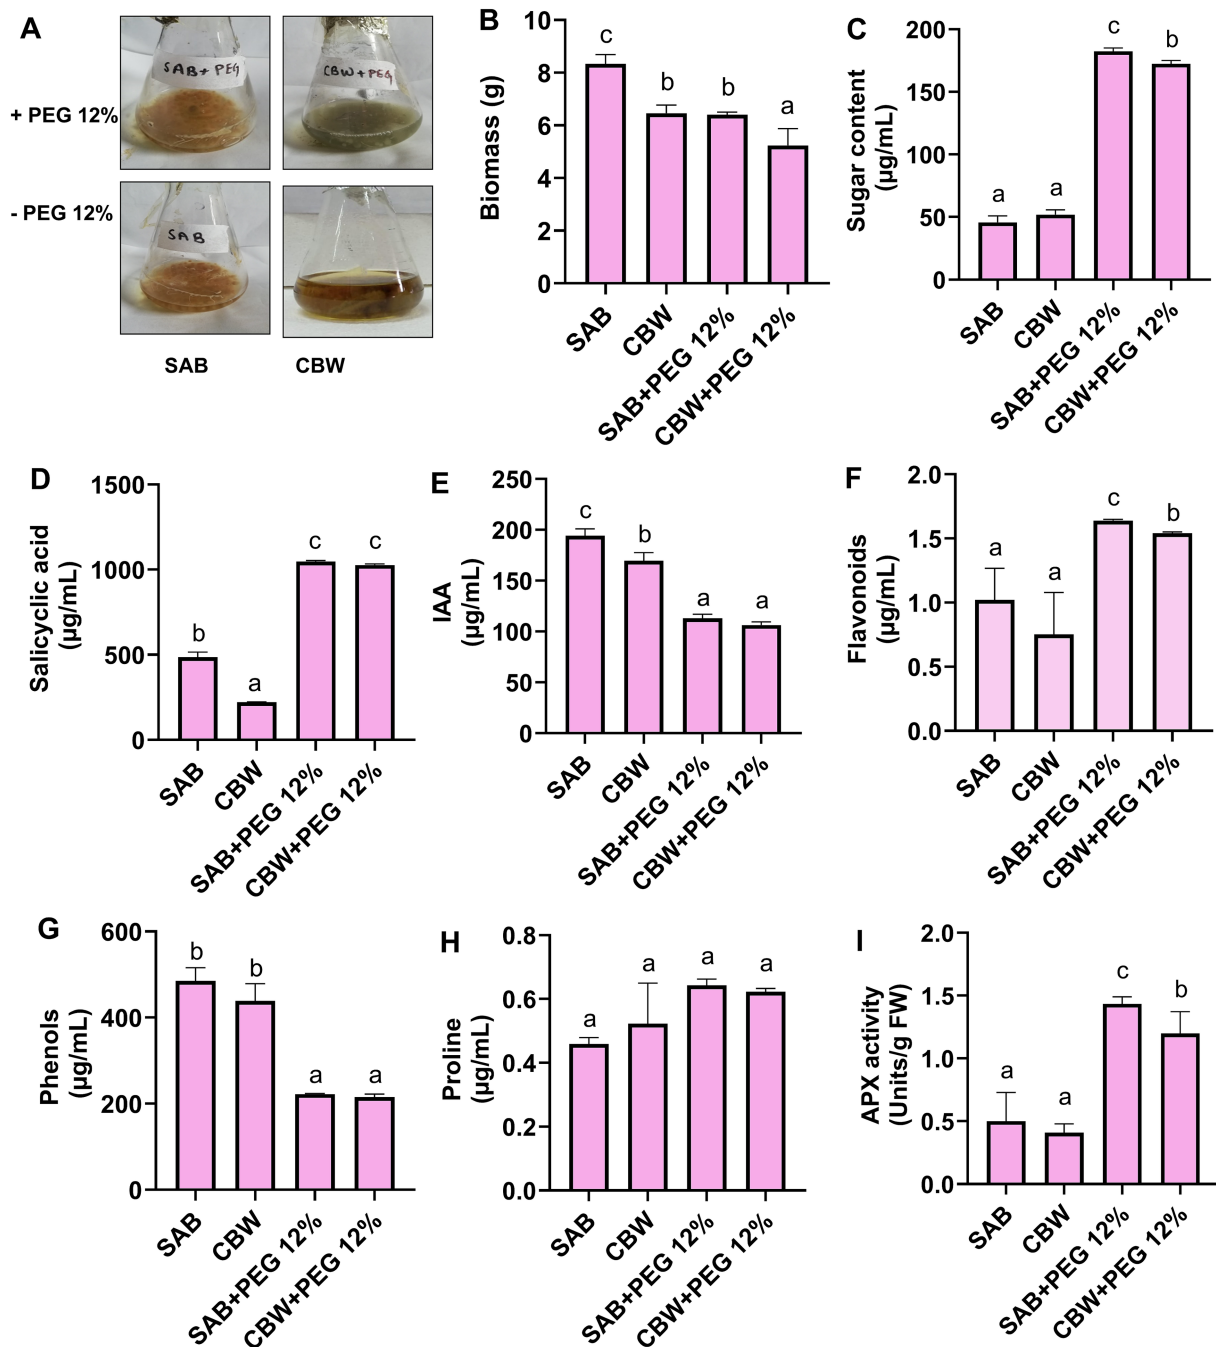 A
+ PEG 12%
SAB+PEG
CBW+PEG
- PEG 12%
SAB
SAB
CBW
B
Biomass (g)
10
8
6
4
2
0
c
b
b
a
SAB
CBW
SAB+PEG 12%
CBW+PEG 12%
C
Sugar content
(µg/mL)
200
150
100
50
0
a
a
c
b
SAB
CBW
SAB+PEG 12%
CBW+PEG 12%
D
Salicyclic acid
(µg/mL)
1500
1000
500
0
b
a
c
c
SAB
CBW
SAB+PEG 12%
CBW+PEG 12%
E
IAA
(µg/mL)
250
200
150
100
50
0
c
b
a
a
SAB
CBW
SAB+PEG 12%
CBW+PEG 12%
F
Flavonoids
(µg/mL)
2.0
1.5
1.0
0.5
0.0
a
a
c
b
SAB
CBW
SAB+PEG 12%
CBW+PEG 12%
G
Phenols
(µg/mL)
600
400
200
0
b
b
a
a
SAB
CBW
SAB+PEG 12%
CBW+PEG 12%
H
Proline
(µg/mL)
0.8
0.6
0.4
0.2
0.0
a
a
a
a
SAB
CBW
SAB+PEG 12%
CBW+PEG 12%
I
APX activity
(Units/g FW)
2.0
1.5
1.0
0.5
0.0
a
a
c
b
SAB
CBW
SAB+PEG 12%
CBW+PEG 12%